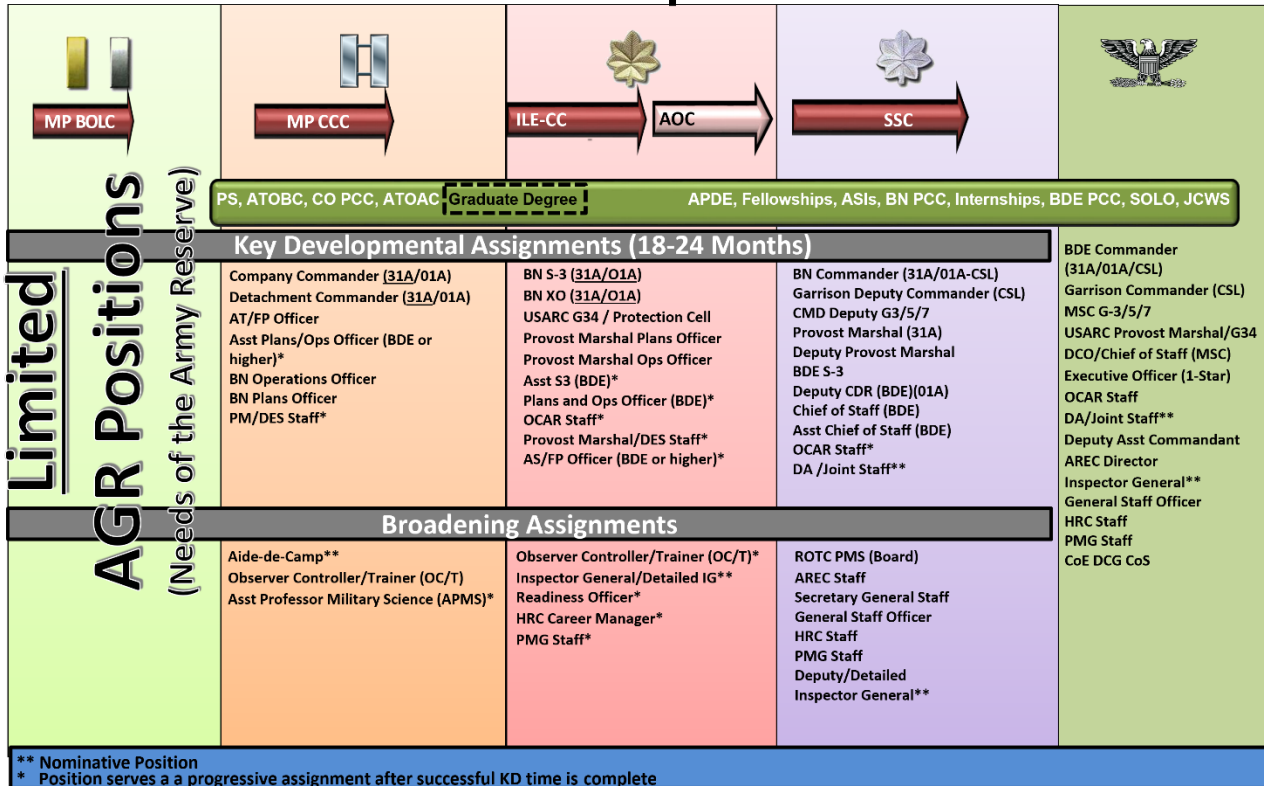 MP BOLC
MP CCC
ILE-CC
AOC
SSC
PS, ATOBC, CO PCC, ATOAC
Graduate Degree
APDE, Fellowships, ASIs, BN PCC, Internships, BDE PCC, SOLO, JCWS
Limited
AGR Positions
(Needs of the Army Reserve)
Key Developmental Assignments (18-24 Months)
Company Commander (31A/01A)
Detachment Commander (31A/01A)
AT/FP Officer
Asst Plans/Ops Officer (BDE or
higher)*
BN Operations Officer
BN Plans Officer
PM/DES Staff*
BN S-3 (31A/O1A)
BN XO (31A/O1A)
USARC G34 / Protection Cell
Provost Marshal Plans Officer
Provost Marshal Ops Officer
Asst S3 (BDE)*
Plans and Ops Officer (BDE)*
OCAR Staff*
Provost Marshal/DES Staff*
AS/FP Officer (BDE or higher)*
BN Commander (31A/01A-CSL)
Garrison Deputy Commander (CSL)
CMD Deputy G3/5/7
Provost Marshal (31A)
Deputy Provost Marshal
BDE S-3
Deputy CDR (BDE)(01A)
Chief of Staff (BDE)
Asst Chief of Staff (BDE)
OCAR Staff*
DA /Joint Staff**
BDE Commander
(31A/01A/CSL)
Garrison Commander (CSL)
MSC G-3/5/7
USARC Provost Marshal/G34
DCO/Chief of Staff (MSC)
Executive Officer (1-Star)
OCAR Staff
DA/Joint Staff**
Deputy Asst Commandant
AREC Director
Inspector General**
General Staff Officer
HRC Staff
PMG Staff
CoE DCG CoS
Broadening Assignments
Aide-de-Camp**
Observer Controller/Trainer (OC/T)
Asst Professor Military Science (APMS)*
Observer Controller/Trainer (OC/T)*
Inspector General/Detailed IG**
Readiness Officer*
HRC Career Manager*
PMG Staff*
ROTC PMS (Board)
AREC Staff
Secretary General Staff
General Staff Officer
HRC Staff
PMG Staff
Deputy/Detailed
Inspector General**
** Nominative Position
* Position serves a a progressive assignment after successful KD time is complete